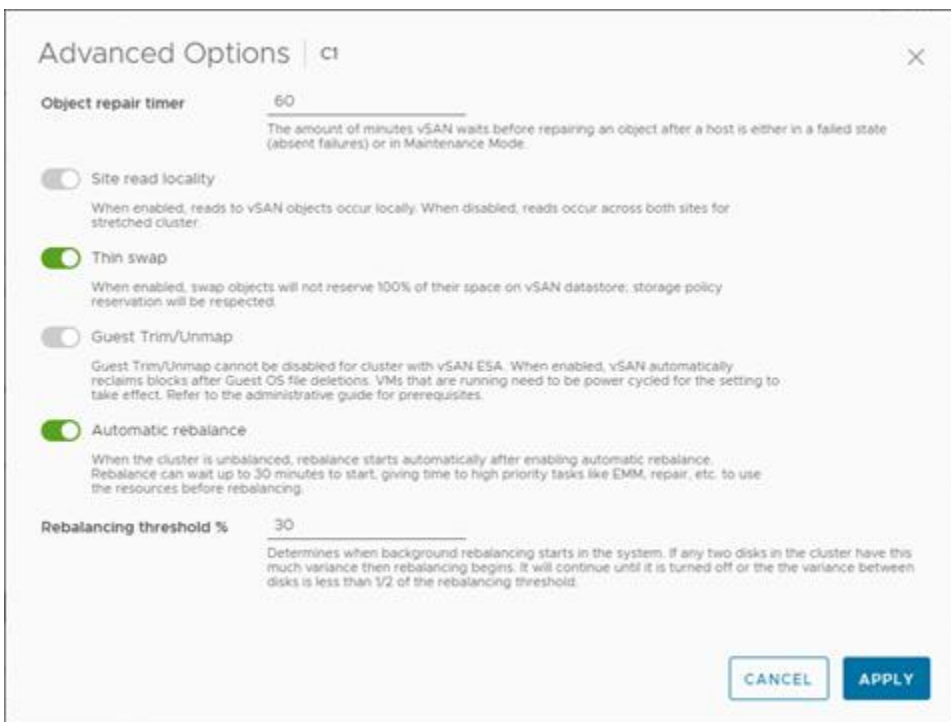 Advanced Options | C1
Object repair timer 60
The amount of minutes vSAN waits before repairing an object after a host is either in a failed state
(absent failures) or in Maintenance Mode.
Site read locality
When enabled, reads to vSAN objects occur locally. When disabled, reads occur across both sites for
stretched cluster.
Thin swap
When enabled, swap objects will not reserve 100% of their space on vSAN datastore; storage policy
reservation will be respected.
Guest Trim/Unmap
Guest Trim/Unmap cannot be disabled for cluster with vSAN ESA. When enabled, vSAN automatically
reclaims blocks after Guest OS file deletions. VMs that are running need to be power cycled for the setting to
take effect. Refer to the administrative guide for prerequisites.
Automatic rebalance
When the cluster is unbalanced, rebalance starts automatically after enabling automatic rebalance.
Rebalance can wait up to 30 minutes to start, giving time to high priority tasks like EMM, repair, etc. to use
the resources before rebalancing.
Rebalancing threshold % 30
Determines when background rebalancing starts in the system. If any two disks in the cluster have this
much variance then rebalancing begins. It will continue until it is turned off or the the variance between
disks is less than 1/2 of the rebalancing threshold.
CANCEL APPLY